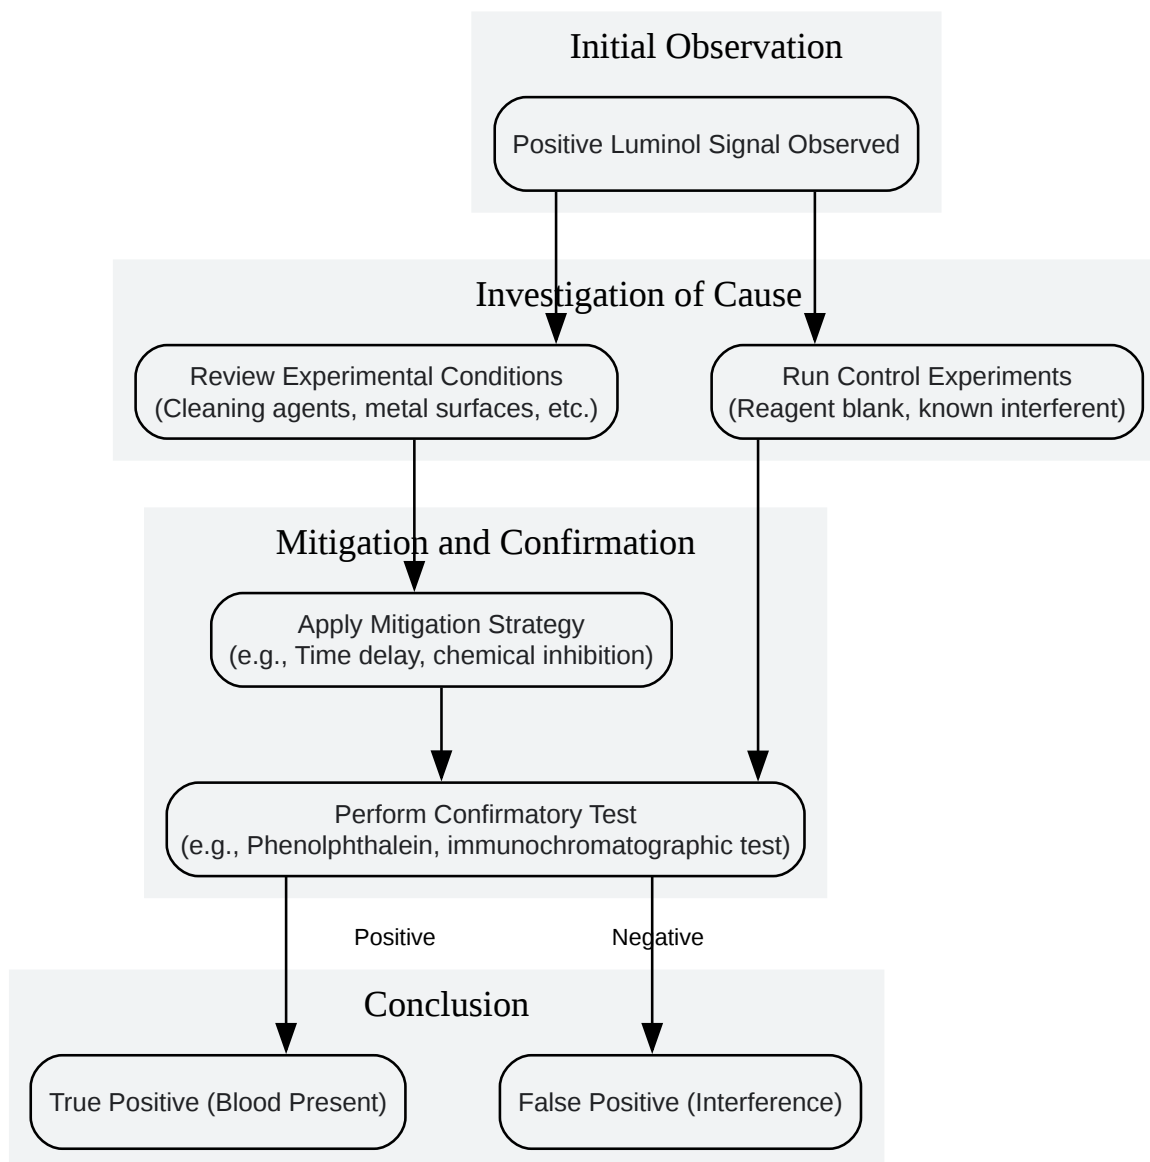 Initial Observation
Positive Luminol Signal Observed
Investigation of Cause
Review Experimental Conditions
(Cleaning agents, metal surfaces, etc.)
Run Control Experiments
(Reagent blank, known interferent)
Mitigation and Confirmation
Apply Mitigation Strategy
(e.g., Time delay, chemical inhibition)
Perform Confirmatory Test
(e.g., Phenolphthalein, immunochromatographic test)
Positive
Negative
Conclusion
True Positive (Blood Present)
False Positive (Interference)